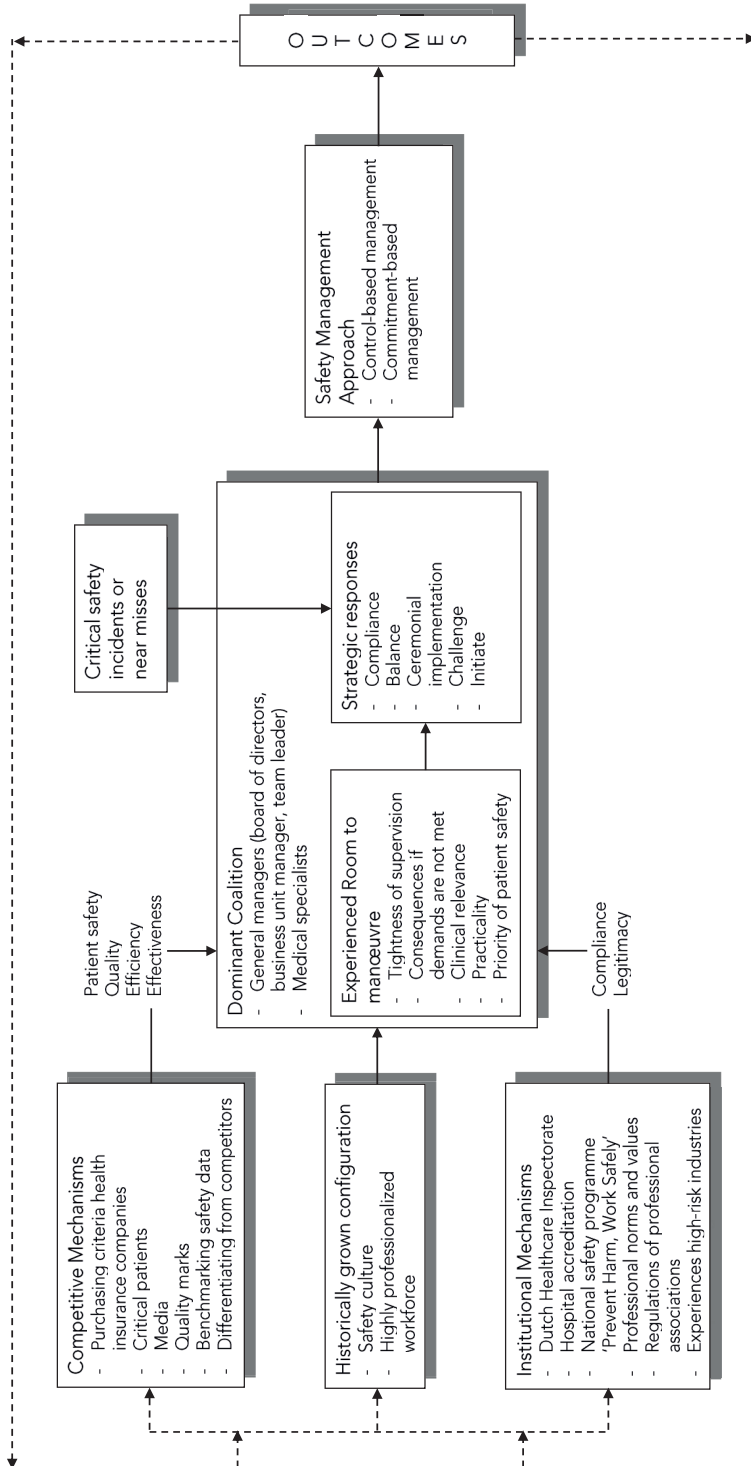 Competitive Mechanisms
- Purchasing criteria health
insurance companies
- Critical patients
- Media
- Quality marks
- Benchmarking safety data
- Differentiating from competitors
Patient safety
Quality
Efficiency
Effectiveness
Historically grown configuration
- Safety culture
- Highly professionalized
workforce
Institutional Mechanisms
- Dutch Healthcare Inspectorate
- Hospital accreditation
- National safety programme
‘Prevent Harm, Work Safely’
- Professional norms and values
- Regulations of professional
associations
- Experiences high-risk industries
Compliance
Legitimacy
Dominant Coalition
- General managers (board of directors,
business unit manager, team leader)
- Medical specialists
Experienced Room to
manœuvre
- Tightness of supervision
- Consequences if
demands are not met
- Clinical relevance
- Practicality
- Priority of patient safety
Critical safety
incidents or
near misses
Strategic responses
- Compliance
- Balance
- Ceremonial
implementation
- Challenge
- Initiate
Safety Management
Approach
- Control-based management
- Commitment-based
management
OUTCOMES